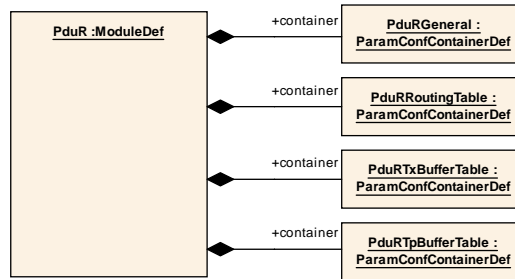 PduR :ModuleDef
+container
PduRGeneral :
ParamConfContainerDef
+container
PduRRoutingTable :
ParamConfContainerDef
+container
PduRTxBufferTable :
ParamConfContainerDef
+container
PduRTpBufferTable :
ParamConfContainerDef